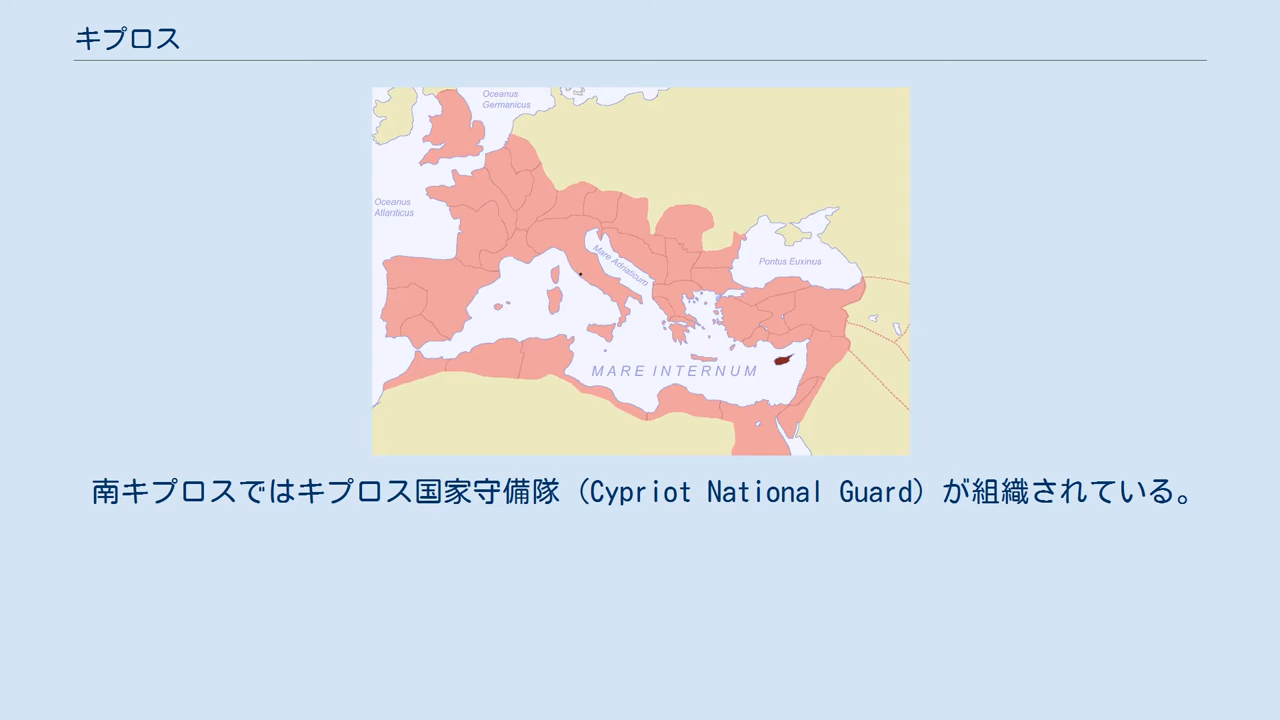 キプロス
Oceanus
Germanicus
Oceanus
Atlanticus
Mare Adriaticum
Pontus Euxinus
MARE INTERNUM
南キプロスではキプロス国家守備隊（Cypriot National Guard）が組織されている。